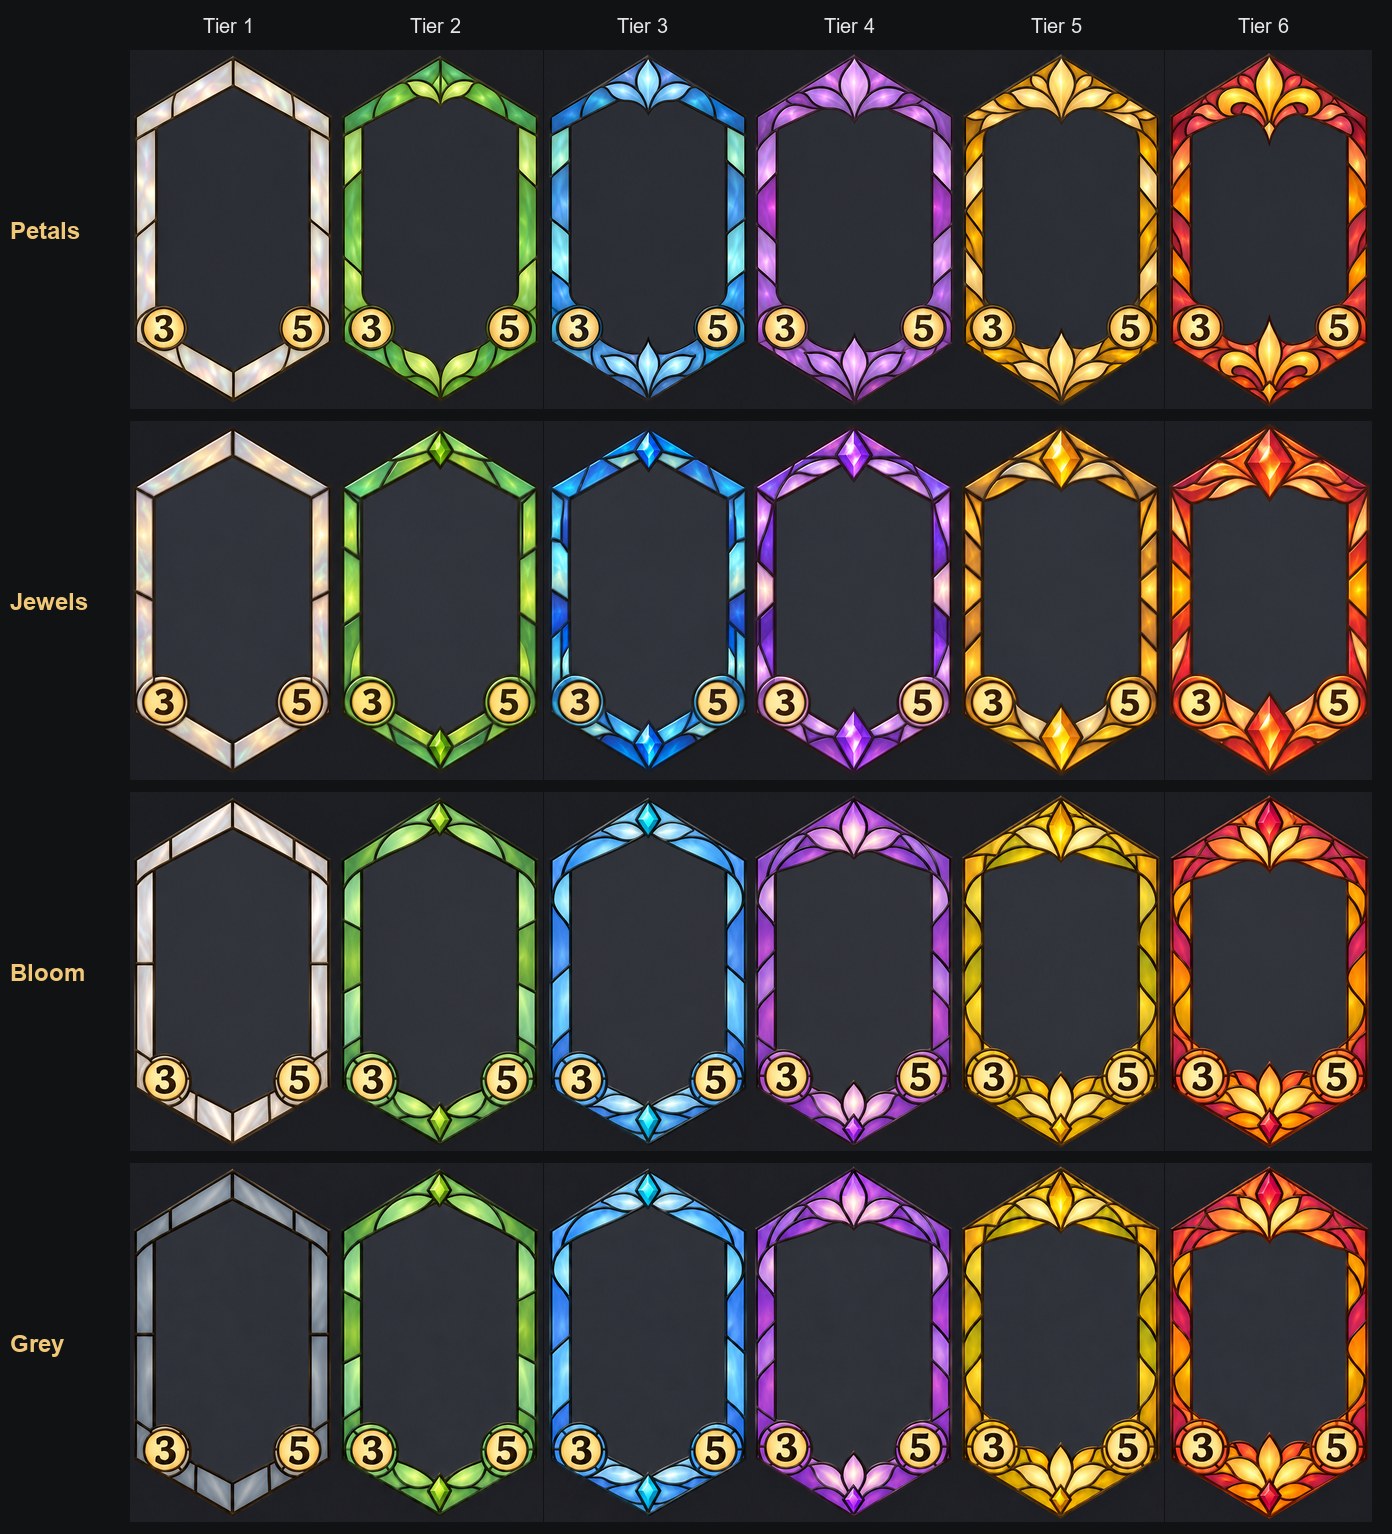 Tier 1 Tier 2 Tier 3 Tier 4 Tier 5 Tier 6
Petals 3 5 3 5 3 5 3 5 3 5 3 5
Jewels 3 5 3 5 3 5 3 5 3 5 3 5
Bloom 3 5 3 5 3 5 3 5 3 5 3 5
Grey 3 5 3 5 3 5 3 5 3 5 3 5